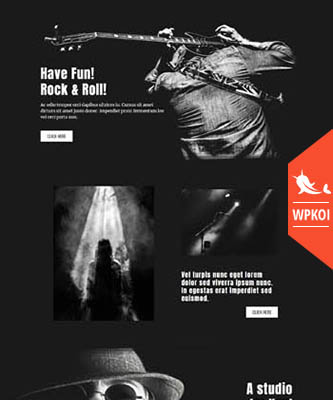 Have Fun!
Rock & Roll!
Ac odio tempor orci dapibus ultrices in. Cursus sit amet
dictum sit amet justo donec. Imperdiet proin fermentum leo
vel orci porta non.
CLICK HERE
WPKOI
Vel turpis nunc eget lorem
dolor sed viverra ipsum nunc.
In egestas erat imperdiet sed
euismod.
CLICK HERE
A studio